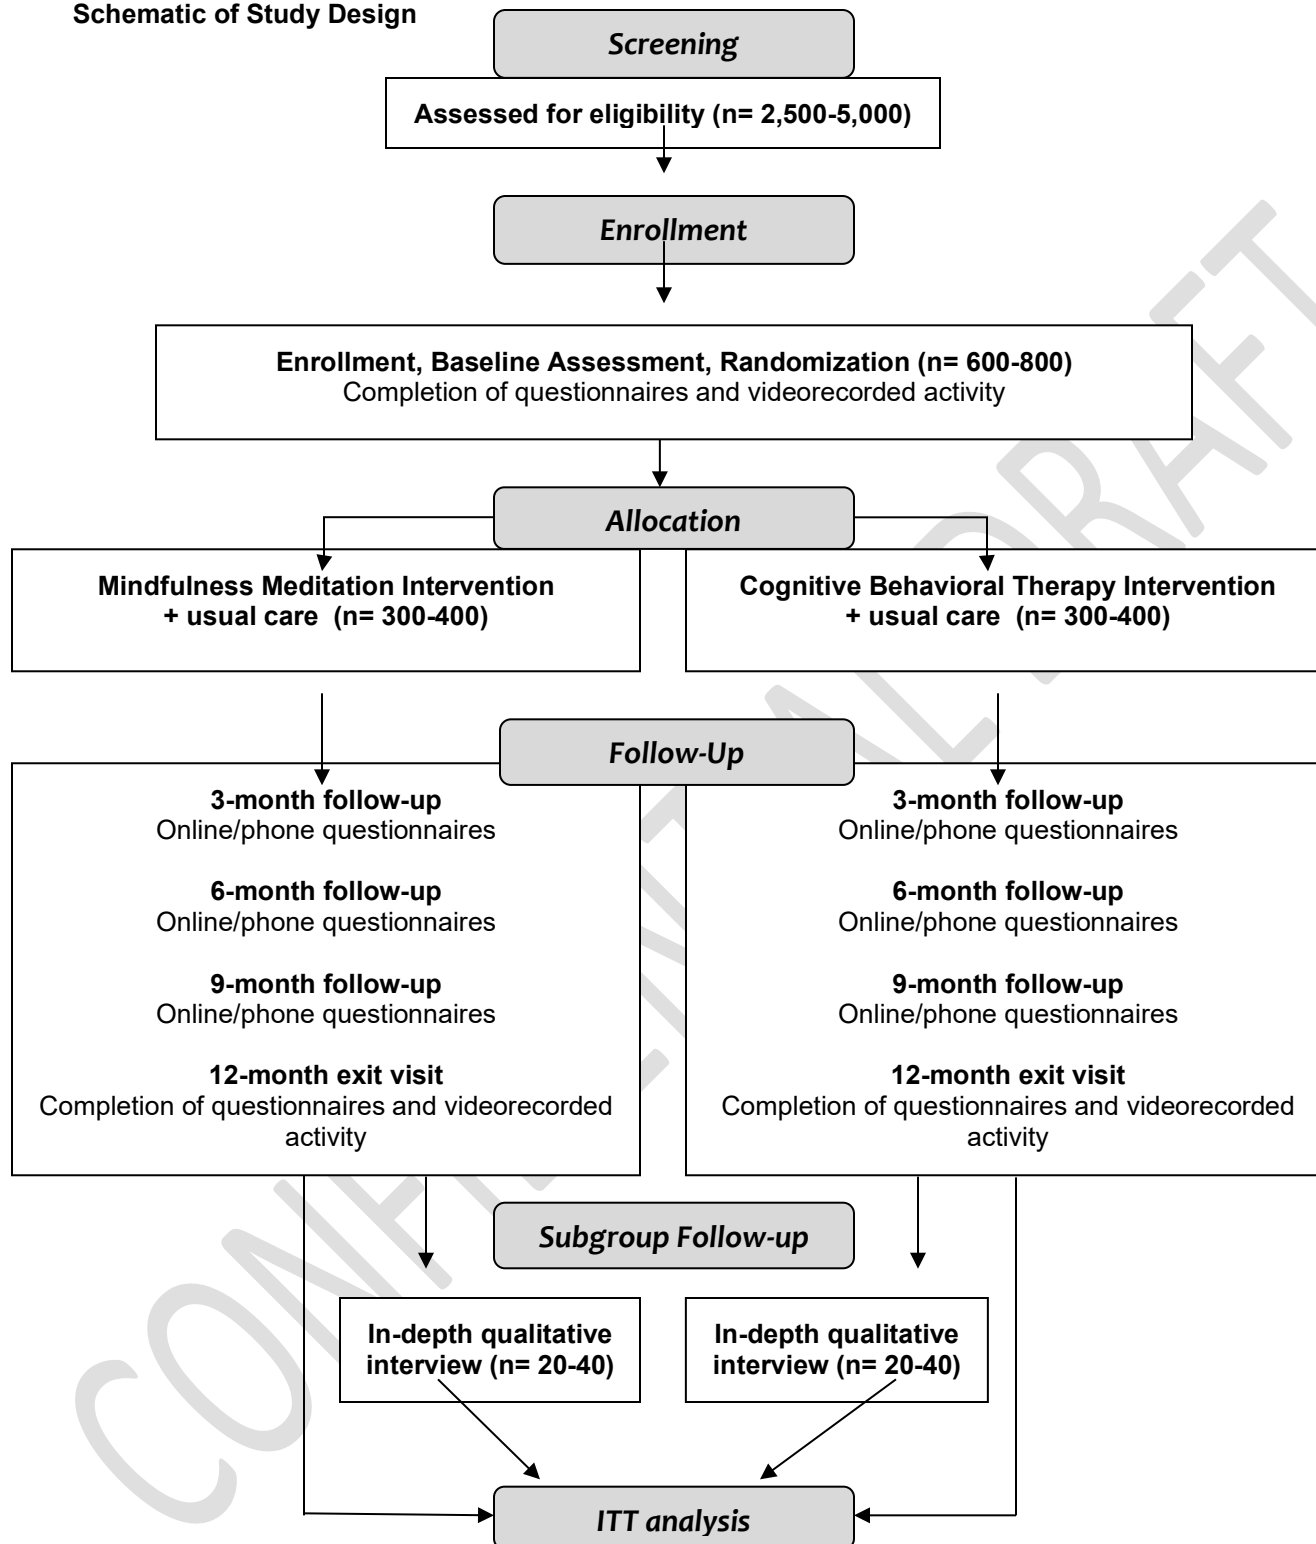 Schematic of Study Design
Screening
Assessed for eligibility (n= 2,500-5,000)
Enrollment
Enrollment, Baseline Assessment, Randomization (n= 600-800)
Completion of questionnaires and videorecorded activity
Allocation
Mindfulness Meditation Intervention
+ usual care  (n= 300-400)
Cognitive Behavioral Therapy Intervention
+ usual care  (n= 300-400)
Follow-Up
3-month follow-up
Online/phone questionnaires
6-month follow-up
Online/phone questionnaires
9-month follow-up
Online/phone questionnaires
12-month exit visit
Completion of questionnaires and videorecorded
activity
3-month follow-up
Online/phone questionnaires
6-month follow-up
Online/phone questionnaires
9-month follow-up
Online/phone questionnaires
12-month exit visit
Completion of questionnaires and videorecorded
activity
Subgroup Follow-up
In-depth qualitative
interview (n= 20-40)
In-depth qualitative
interview (n= 20-40)
ITT analysis
CONFIDENTIAL DRAFT